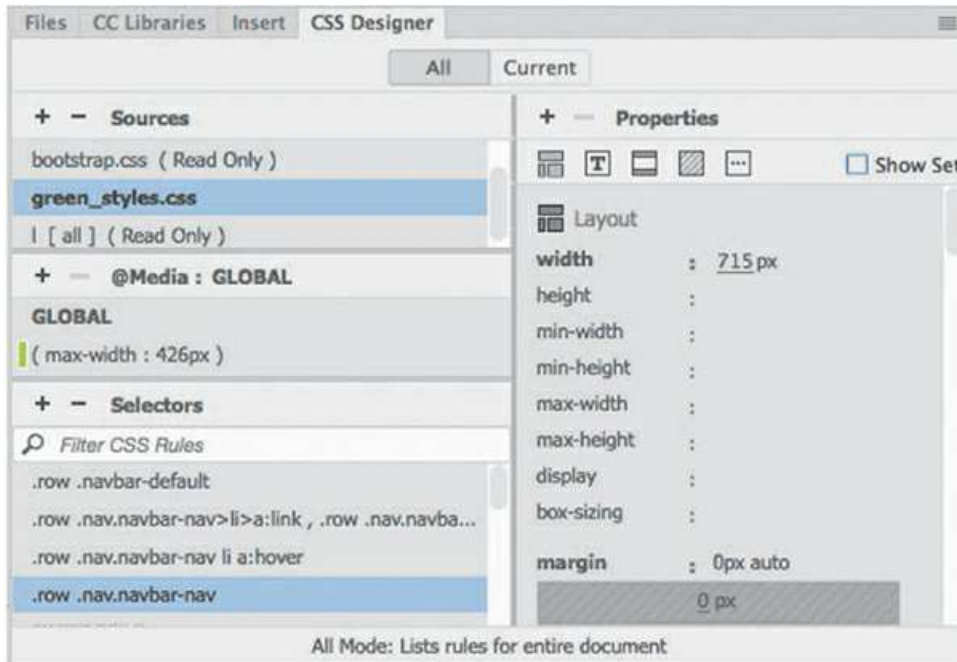 Files CC Libraries Insert CSS Designer
All Current
+ - Sources
bootstrap.css ( Read Only )
green_styles.css
[ all ] ( Read Only )
+ - @Media : GLOBAL
GLOBAL
( max-width : 426px )
+ - Selectors
Filter CSS Rules
.row .navbar-default
.row .nav.navbar-nav>li>a:link , .row .nav.navba...
.row .nav.navbar-nav li a:hover
.row .nav.navbar-nav
+ - Properties
T Show Set
Layout
width : 715px
height :
min-width :
min-height :
max-width :
max-height :
display :
box-sizing :
margin : 0px auto
0 px
All Mode: Lists rules for entire document